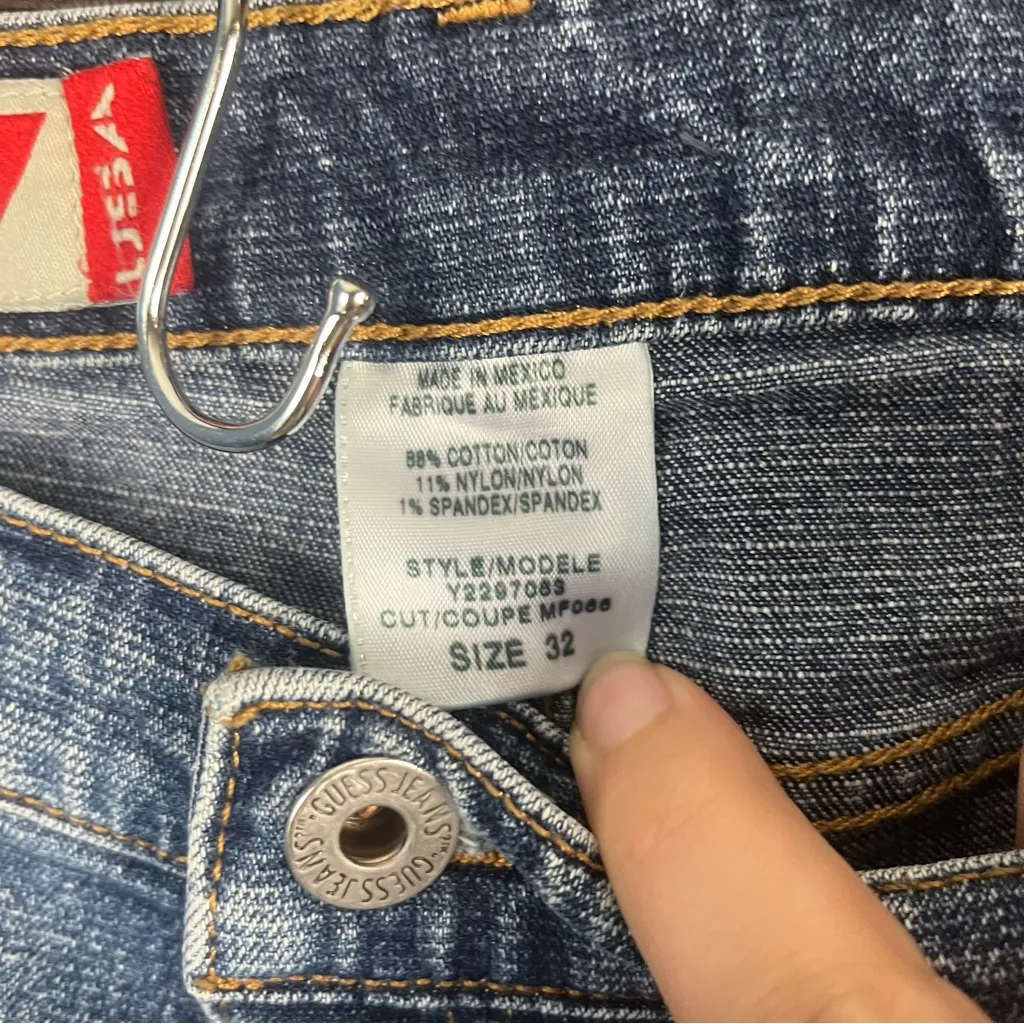 MADE IN MEXICO
FABRIQUE AU MEXIQUE
88% COTTON/COTON
11% NYLON/NYLON
1% SPANDEX/SPANDEX
STYLE/MODELE
Y2297063
CUT/COUPE MF066
SIZE 32
GUESS JEANS
GUESS JEANS